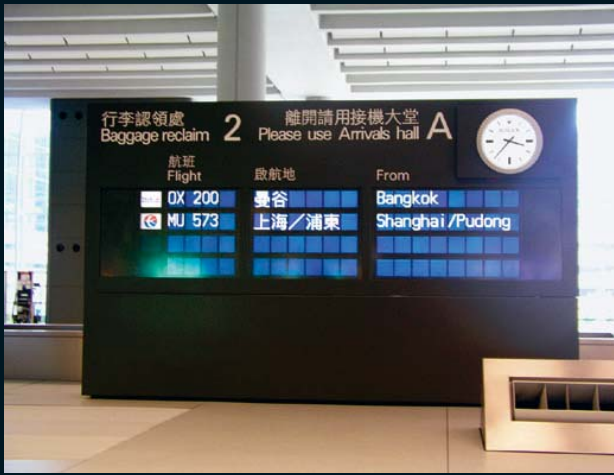 行李認領處 2 離開請用接機大堂 A
Baggage reclaim Please use Arrivals hall
航班 啟航地 From
Flight
OX 200 曼谷 Bangkok
MU 573 上海／浦東 Shanghai/Pudong